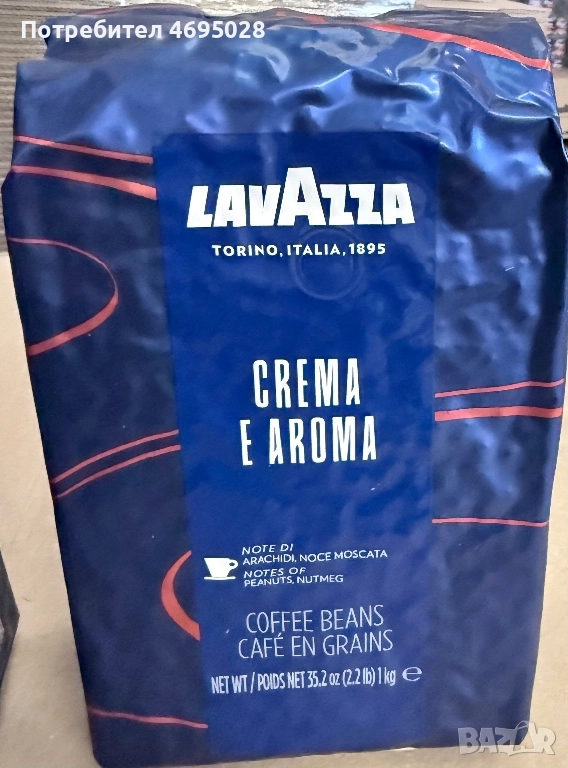 Потребител 4695028
LAVAZZA
TORINO, ITALIA, 1895
CREMA
E AROMA
NOTE DI
ARACHIDI, NOCE MOSCATA
NOTES OF
PEANUTS, NUTMEG
COFFEE BEANS
CAFÉ EN GRAINS
NET WT / POIDS NET 35.2 oz (2.2 lb) 1 kg e
BAZAR